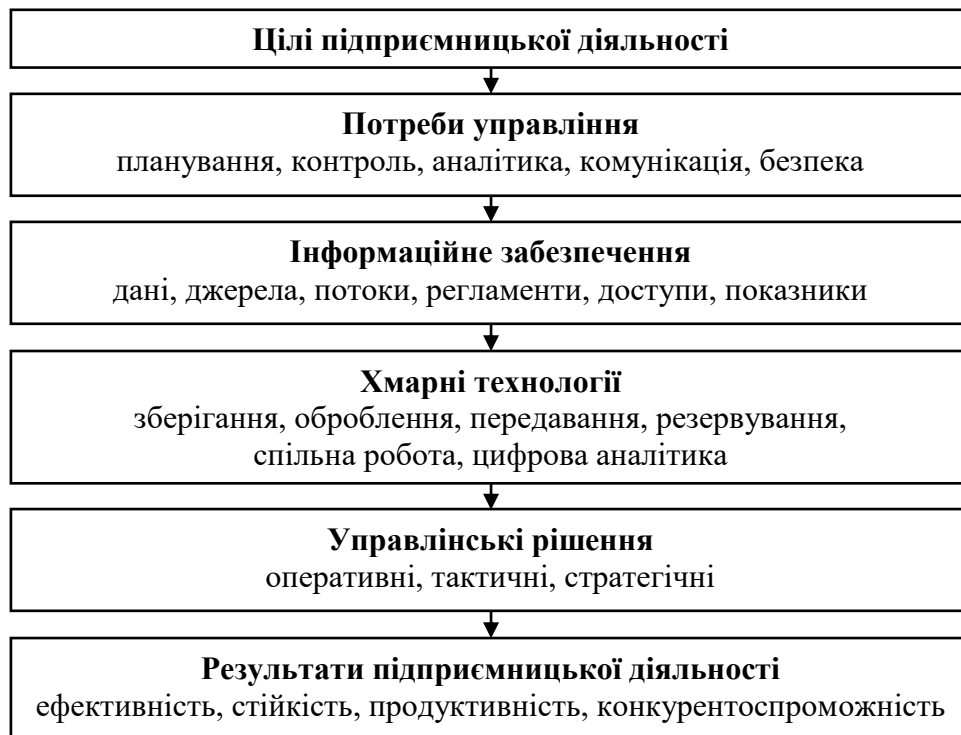 Цілі підприємницької діяльності
Потреби управління
планування, контроль, аналітика, комунікація, безпека
Інформаційне забезпечення
дані, джерела, потоки, регламенти, доступи, показники
Хмарні технології
зберігання, оброблення, передавання, резервування,
спільна робота, цифрова аналітика
Управлінські рішення
оперативні, тактичні, стратегічні
Результати підприємницької діяльності
ефективність, стійкість, продуктивність, конкурентоспроможність